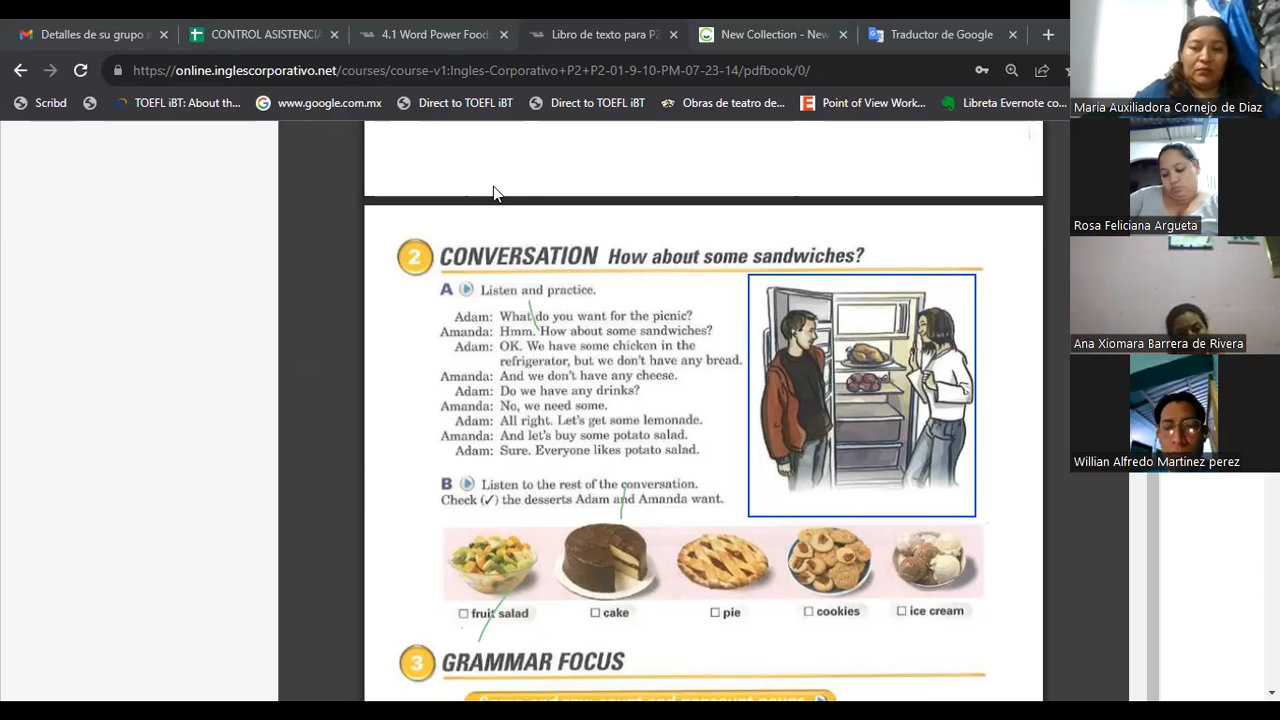 Detalles de su grupo a
CONTROL ASISTENCIA
4.1 Word Power Food
Libro de texto para P2
New Collection - New
Traductor de Google
https://online.inglescorporativo.net/courses/course-v1:Ingles-Corporativo+P2+P2-01-9-10-PM-07-23-14/pdfbook/0/
Scribd
TOEFL iBT: About th...
www.google.com.mx
Direct to TOEFL iBT
Direct to TOEFL iBT
Obras de teatro de...
Point of View Work...
Libreta Evernote co...
2 CONVERSATION How about some sandwiches?
A Listen and practice.
Adam: What do you want for the picnic?
Amanda: Hmm. How about some sandwiches?
Adam: OK. We have some chicken in the
refrigerator, but we don't have any bread.
Amanda: And we don't have any cheese.
Adam: Do we have any drinks?
Amanda: No, we need some.
Adam: All right. Let's get some lemonade.
Amanda: And let's buy some potato salad.
Adam: Sure. Everyone likes potato salad.
B Listen to the rest of the conversation.
Check (✓) the desserts Adam and Amanda want.
fruit salad
cake
pie
cookies
ice cream
3 GRAMMAR FOCUS
Maria Auxiliadora Cornejo de Diaz
Rosa Feliciana Argueta
Ana Xiomara Barrera de Rivera
Willian Alfredo Martinez perez